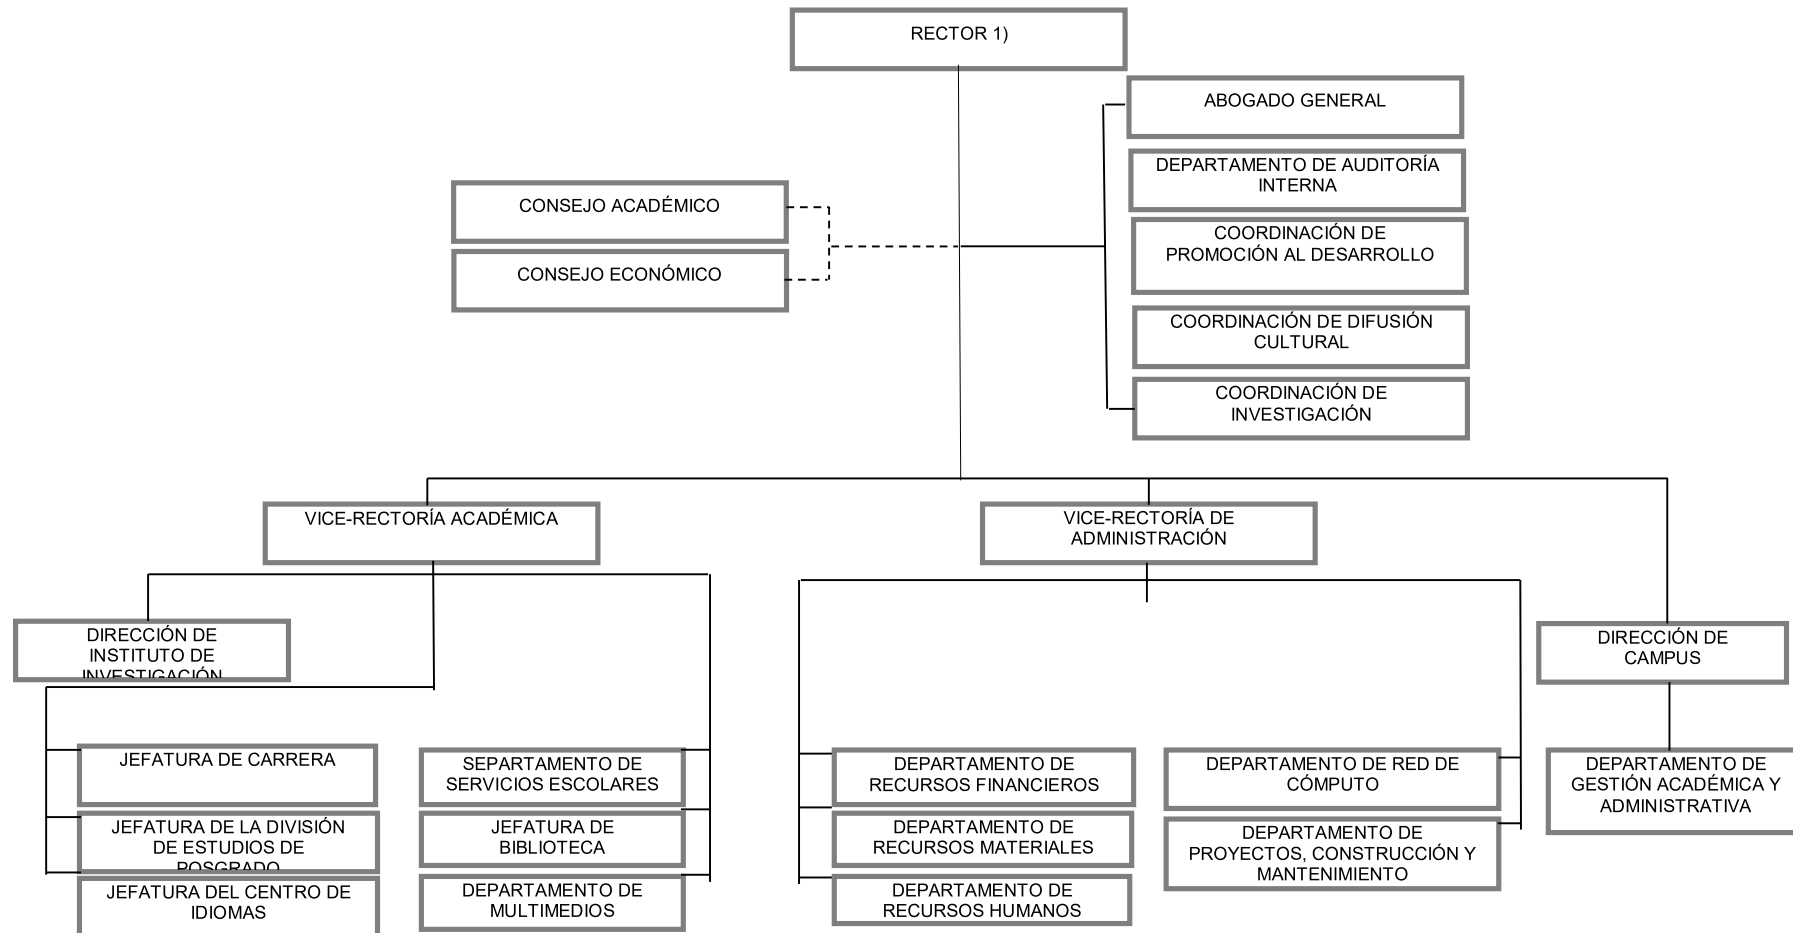 RECTOR 1)
ABOGADO GENERAL
DEPARTAMENTO DE AUDITORÍA
INTERNA
CONSEJO ACADÉMICO
COORDINACIÓN DE
PROMOCIÓN AL DESARROLLO
CONSEJO ECONÓMICO
COORDINACIÓN DE DIFUSIÓN
CULTURAL
COORDINACIÓN DE
INVESTIGACIÓN
VICE-RECTORÍA ACADÉMICA
VICE-RECTORÍA DE
ADMINISTRACIÓN
DIRECCIÓN DE
INSTITUTO DE
INVESTIGACIÓN
DIRECCIÓN DE
CAMPUS
JEFATURA DE CARRERA
JEFATURA DE LA DIVISIÓN
DE ESTUDIOS DE
POSGRADO
JEFATURA DEL CENTRO DE
IDIOMAS
SEPARTAMENTO DE
SERVICIOS ESCOLARES
JEFATURA DE
BIBLIOTECA
DEPARTAMENTO DE
MULTIMEDIOS
DEPARTAMENTO DE
RECURSOS FINANCIEROS
DEPARTAMENTO DE
RECURSOS MATERIALES
DEPARTAMENTO DE
RECURSOS HUMANOS
DEPARTAMENTO DE RED DE
CÓMPUTO
DEPARTAMENTO DE
PROYECTOS, CONSTRUCCIÓN Y
MANTENIMIENTO
DEPARTAMENTO DE
GESTIÓN ACADÉMICA Y
ADMINISTRATIVA